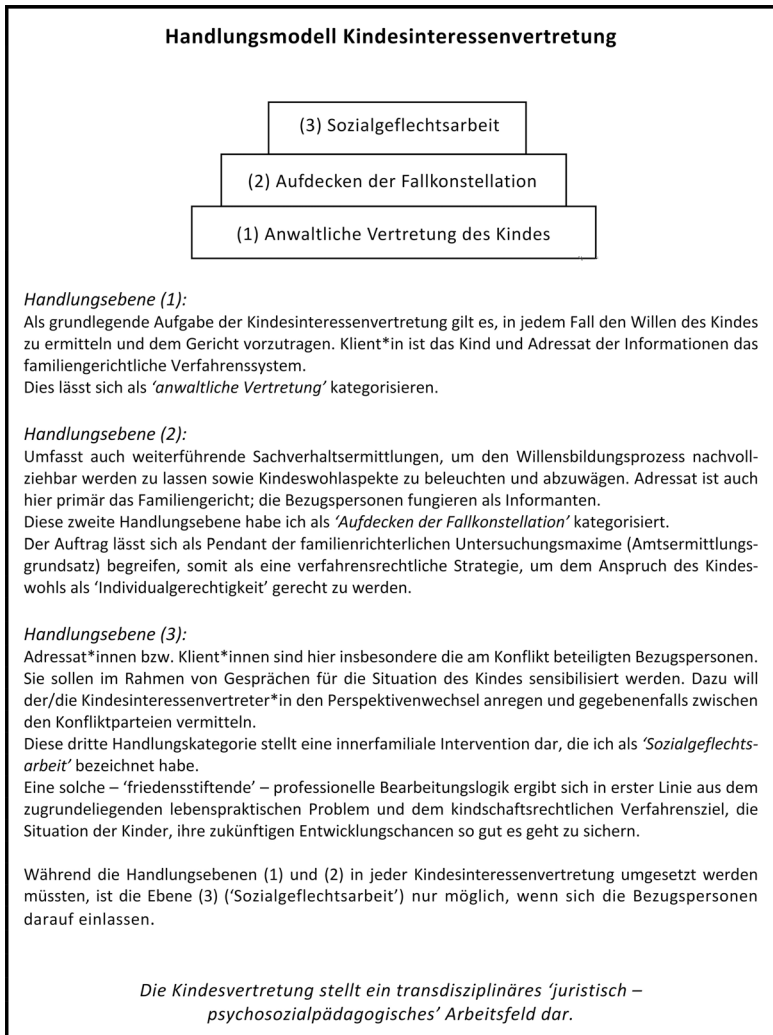 Handlungsmodell Kindesinteressenvertretung
(3) Sozialgeflechtsarbeit
(2) Aufdecken der Fallkonstellation
(1) Anwaltliche Vertretung des Kindes
Handlungsebene (1):
Als grundlegende Aufgabe der Kindesinteressenvertretung gilt es, in jedem Fall den Willen des Kindes
zu ermitteln und dem Gericht vorzutragen. Klient*in ist das Kind und Adressat der Informationen das
familiengerichtliche Verfahrenssystem.
Dies lässt sich als ‘anwaltliche Vertretung’ kategorisieren.
Handlungsebene (2):
Umfasst auch weiterführende Sachverhaltsermittlungen, um den Willensbildungsprozess nachvoll-
ziehbar werden zu lassen sowie Kindeswohlaspekte zu beleuchten und abzuwägen. Adressat ist auch
hier primär das Familiengericht; die Bezugspersonen fungieren als Informanten.
Diese zweite Handlungsebene habe ich als ‘Aufdecken der Fallkonstellation’ kategorisiert.
Der Auftrag lässt sich als Pendant der familienrichterlichen Untersuchungsmaxime (Amtsermittlungs-
grundsatz) begreifen, somit als eine verfahrensrechtliche Strategie, um dem Anspruch des Kindes-
wohls als ‘Individualgerechtigkeit’ gerecht zu werden.
Handlungsebene (3):
Adressat*innen bzw. Klient*innen sind hier insbesondere die am Konflikt beteiligten Bezugspersonen.
Sie sollen im Rahmen von Gesprächen für die Situation des Kindes sensibilisiert werden. Dazu will
der/die Kindesinteressenvertreter*in den Perspektivenwechsel anregen und gegebenenfalls zwischen
den Konfliktparteien vermitteln.
Diese dritte Handlungskategorie stellt eine innerfamiliale Intervention dar, die ich als ‘Sozialgeflechts-
arbeit’ bezeichnet habe.
Eine solche – ‘friedensstiftende’ – professionelle Bearbeitungslogik ergibt sich in erster Linie aus dem
zugrundeliegenden lebenspraktischen Problem und dem kindschaftsrechtlichen Verfahrensziel, die
Situation der Kinder, ihre zukünftigen Entwicklungschancen so gut es geht zu sichern.
Während die Handlungsebenen (1) und (2) in jeder Kindesinteressenvertretung umgesetzt werden
müssten, ist die Ebene (3) (‘Sozialgeflechtsarbeit’) nur möglich, wenn sich die Bezugspersonen
darauf einlassen.
Die Kindesvertretung stellt ein transdisziplinäres ‘juristisch –
psychosozialpädagogisches’ Arbeitsfeld dar.